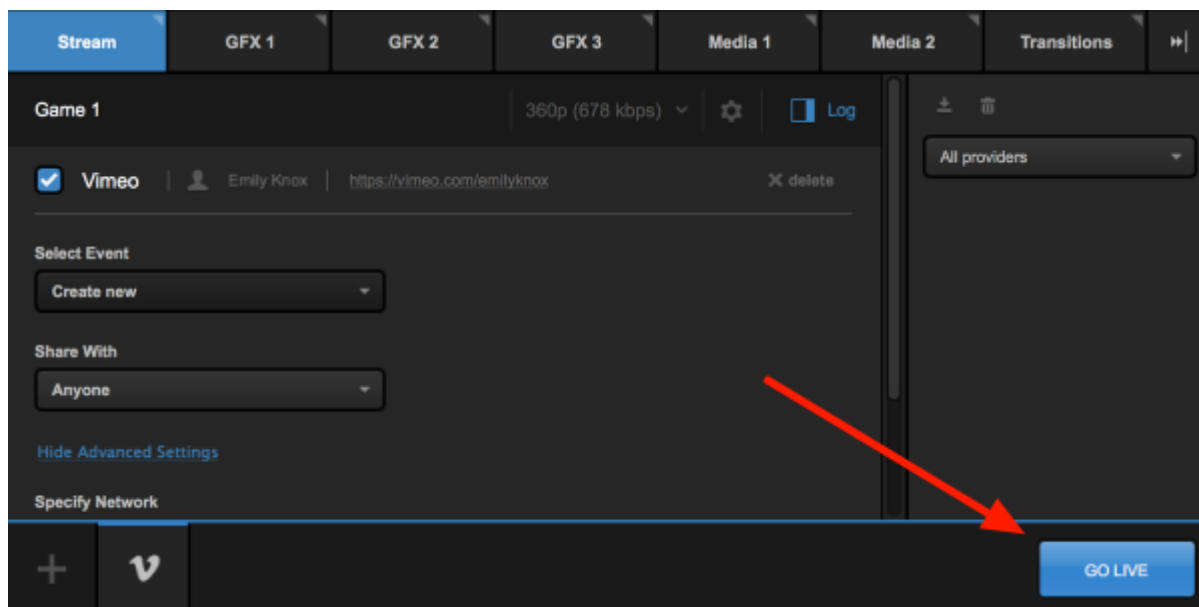 Stream GFX 1 GFX 2 GFX 3 Media 1 Media 2 Transitions
Game 1 360p (678 kbps) Log
All providers
Vimeo Emily Knox https://vimeo.com/emilyknox delete
Select Event
Create new
Share With
Anyone
Hide Advanced Settings
Specify Network
GO LIVE